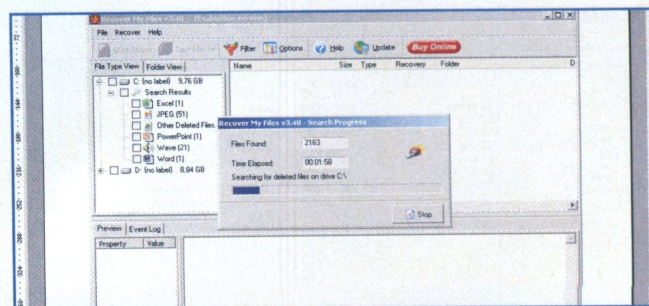 Recover My Files v3.40 - (Evaluation version)
File Recover Help
Filter Options Help Update Buy Online
File Type View Folder View
Name Size Type Recovery Folder D
C: (no label) 9,76 GB
Search Results
Excel (1)
JPEG (51)
Other Deleted Files
PowerPoint (1)
Wave (21)
Word (1)
D: (no label) 8,84 GB
Recover My Files v3.40 - Search Progress
Files Found: 2163
Time Elapsed: 00:01:58
Searching for deleted files on drive C:\
Stop
Preview Event Log
Property Value